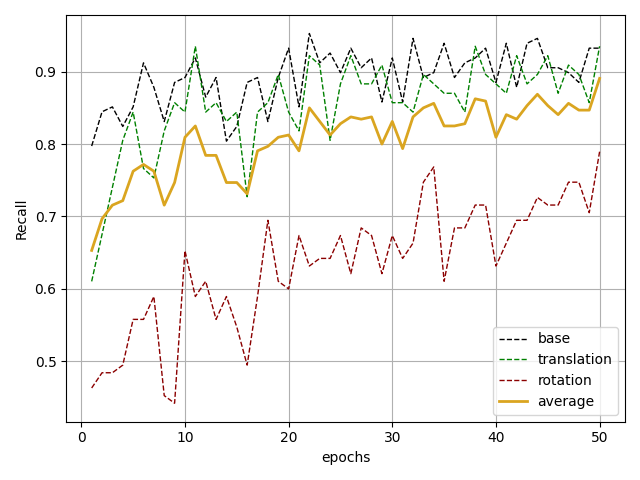 0.9
0.8
0.7
0.6
0.5
Recall
0 10 20 30 40 50
epochs
base
translation
rotation
average